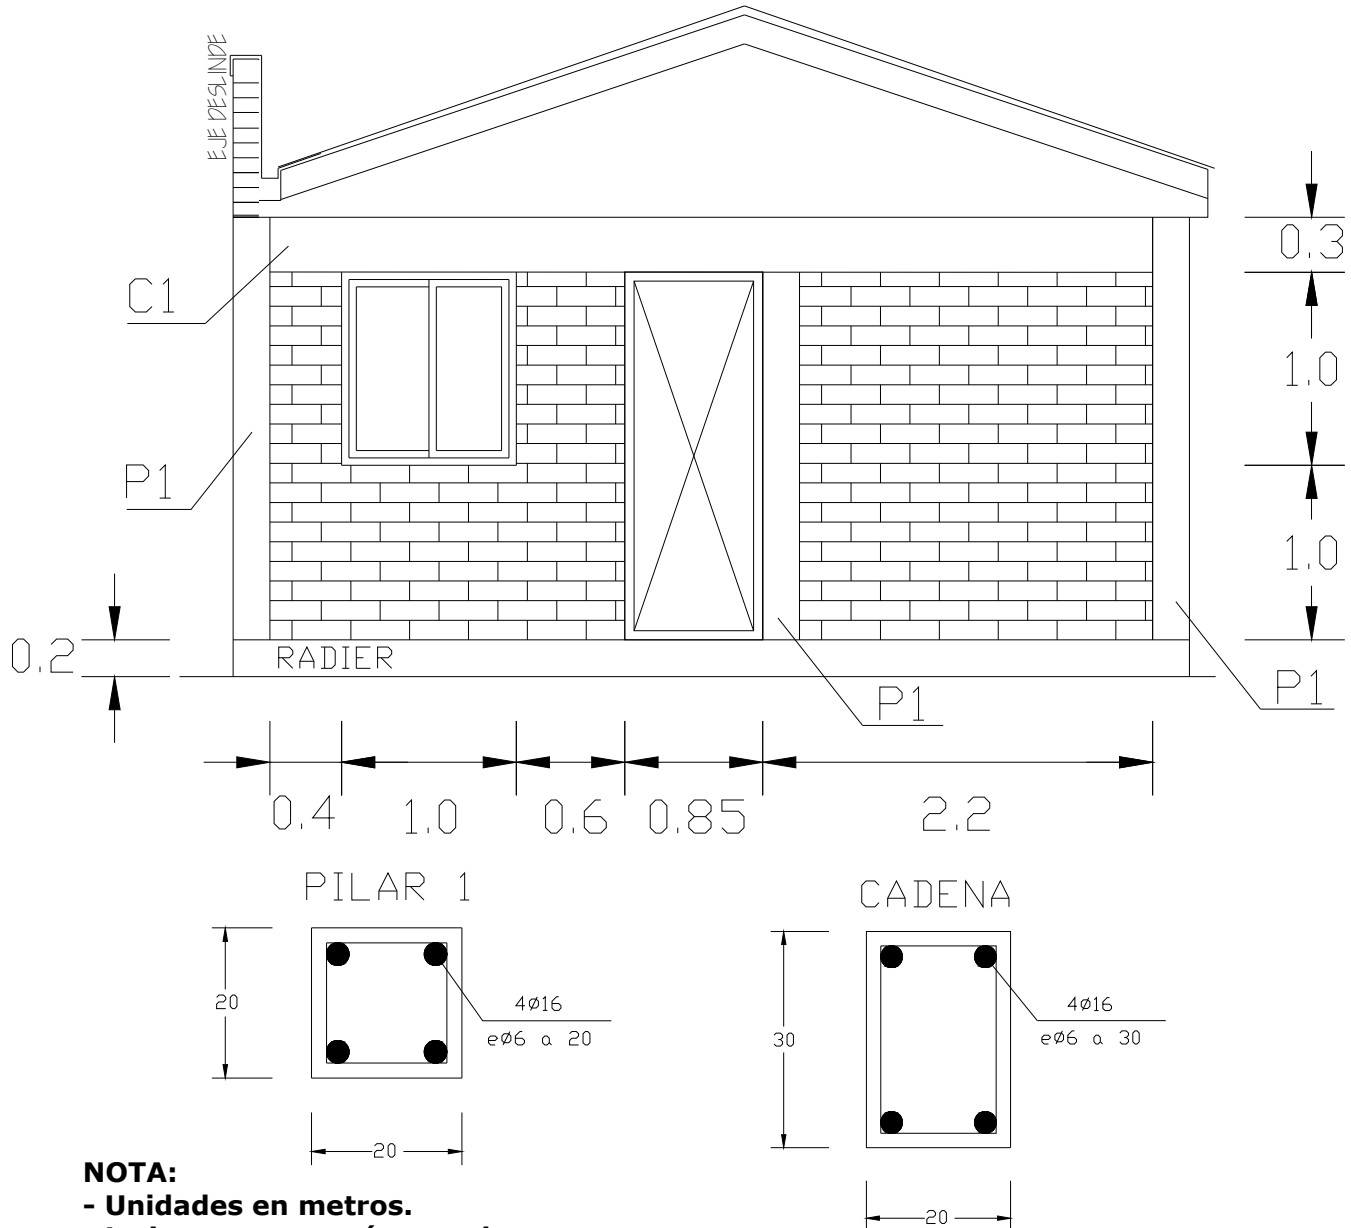 EJE DESLINDE
0.3
C1
1.0
P1
1.0
0.2
RADIER
P1
P1
0.4
1.0
0.6
0.85
2.2
PILAR 1
CADENA
20
4ø16
eø6 a 20
20
30
4ø16
eø6 a 30
20
NOTA:
- Unidades en metros.